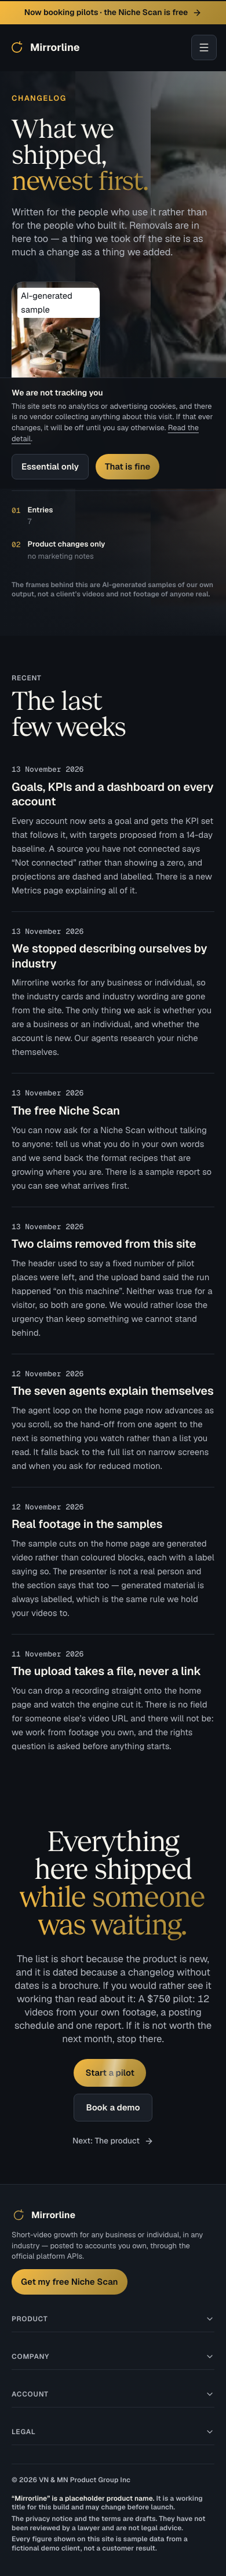 Now booking pilots · the Niche Scan is free →
Mirrorline
CHANGELOG
What we
shipped,
newest first.
Written for the people who use it rather than
for the people who built it. Removals are in
here too — a thing we took off the site is as
much a change as a thing we added.
AI-generated
sample
We are not tracking you
This site sets no analytics or advertising cookies, and there
is no vendor collecting anything about this visit. If that ever
changes, it will be off until you say otherwise. Read the
detail.
Essential only
That is fine
01 Entries
7
02 Product changes only
no marketing notes
The frames behind this are AI-generated samples of our own
output, not a client's videos and not footage of anyone real.
RECENT
The last
few weeks
13 November 2026
Goals, KPIs and a dashboard on every
account
Every account now sets a goal and gets the KPI set
that follows it, with targets proposed from a 14-day
baseline. A source you have not connected says
“Not connected” rather than showing a zero, and
projections are dashed and labelled. There is a new
Metrics page explaining all of it.
13 November 2026
We stopped describing ourselves by
industry
Mirrorline works for any business or individual, so
the industry cards and industry wording are gone
from the site. The only thing we ask is whether you
are a business or an individual, and whether the
account is new. Our agents research your niche
themselves.
13 November 2026
The free Niche Scan
You can now ask for a Niche Scan without talking
to anyone: tell us what you do in your own words
and we send back the format recipes that are
growing where you are. There is a sample report so
you can see what arrives first.
13 November 2026
Two claims removed from this site
The header used to say a fixed number of pilot
places were left, and the upload band said the run
happened “on this machine”. Neither was true for a
visitor, so both are gone. We would rather lose the
urgency than keep something we cannot stand
behind.
12 November 2026
The seven agents explain themselves
The agent loop on the home page now advances as
you scroll, so the hand-off from one agent to the
next is something you watch rather than a list you
read. It falls back to the full list on narrow screens
and when you ask for reduced motion.
12 November 2026
Real footage in the samples
The sample cuts on the home page are generated
video rather than coloured blocks, each with a label
saying so. The presenter is not a real person and
the section says that too — generated material is
always labelled, which is the same rule we hold
your videos to.
11 November 2026
The upload takes a file, never a link
You can drop a recording straight onto the home
page and watch the engine cut it. There is no field
for someone else's video URL and there will not be:
we work from footage you own, and the rights
question is asked before anything starts.
Everything
here shipped
while someone
was waiting.
The list is short because the product is new,
and it is dated because a changelog without
dates is a brochure. If you would rather see it
working than read about it: A $750 pilot: 12
videos from your own footage, a posting
schedule and one report. If it is not worth the
next month, stop there.
Start a pilot
Book a demo
Next: The product →
Mirrorline
Short-video growth for any business or individual, in any
industry — posted to accounts you own, through the
official platform APIs.
Get my free Niche Scan
PRODUCT
COMPANY
ACCOUNT
LEGAL
© 2026 VN & MN Product Group Inc
“Mirrorline” is a placeholder product name. It is a working
title for this build and may change before launch.
The privacy notice and the terms are drafts. They have not
been reviewed by a lawyer and are not legal advice.
Every figure shown on this site is sample data from a
fictional demo client, not a customer result.